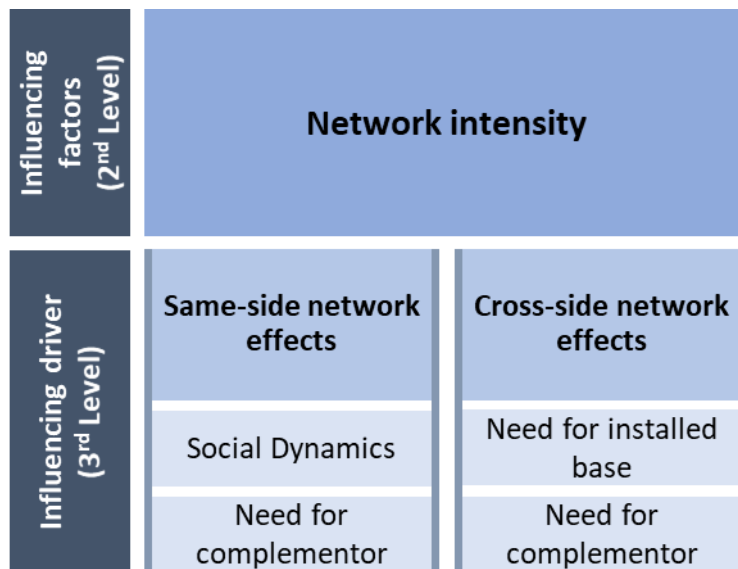 Influencing
factors
(2nd Level)
Network intensity
Influencing driver
(3rd Level)
Same-side network
effects
Cross-side network
effects
Social Dynamics
Need for installed
base
Need for
complementor
Need for
complementor